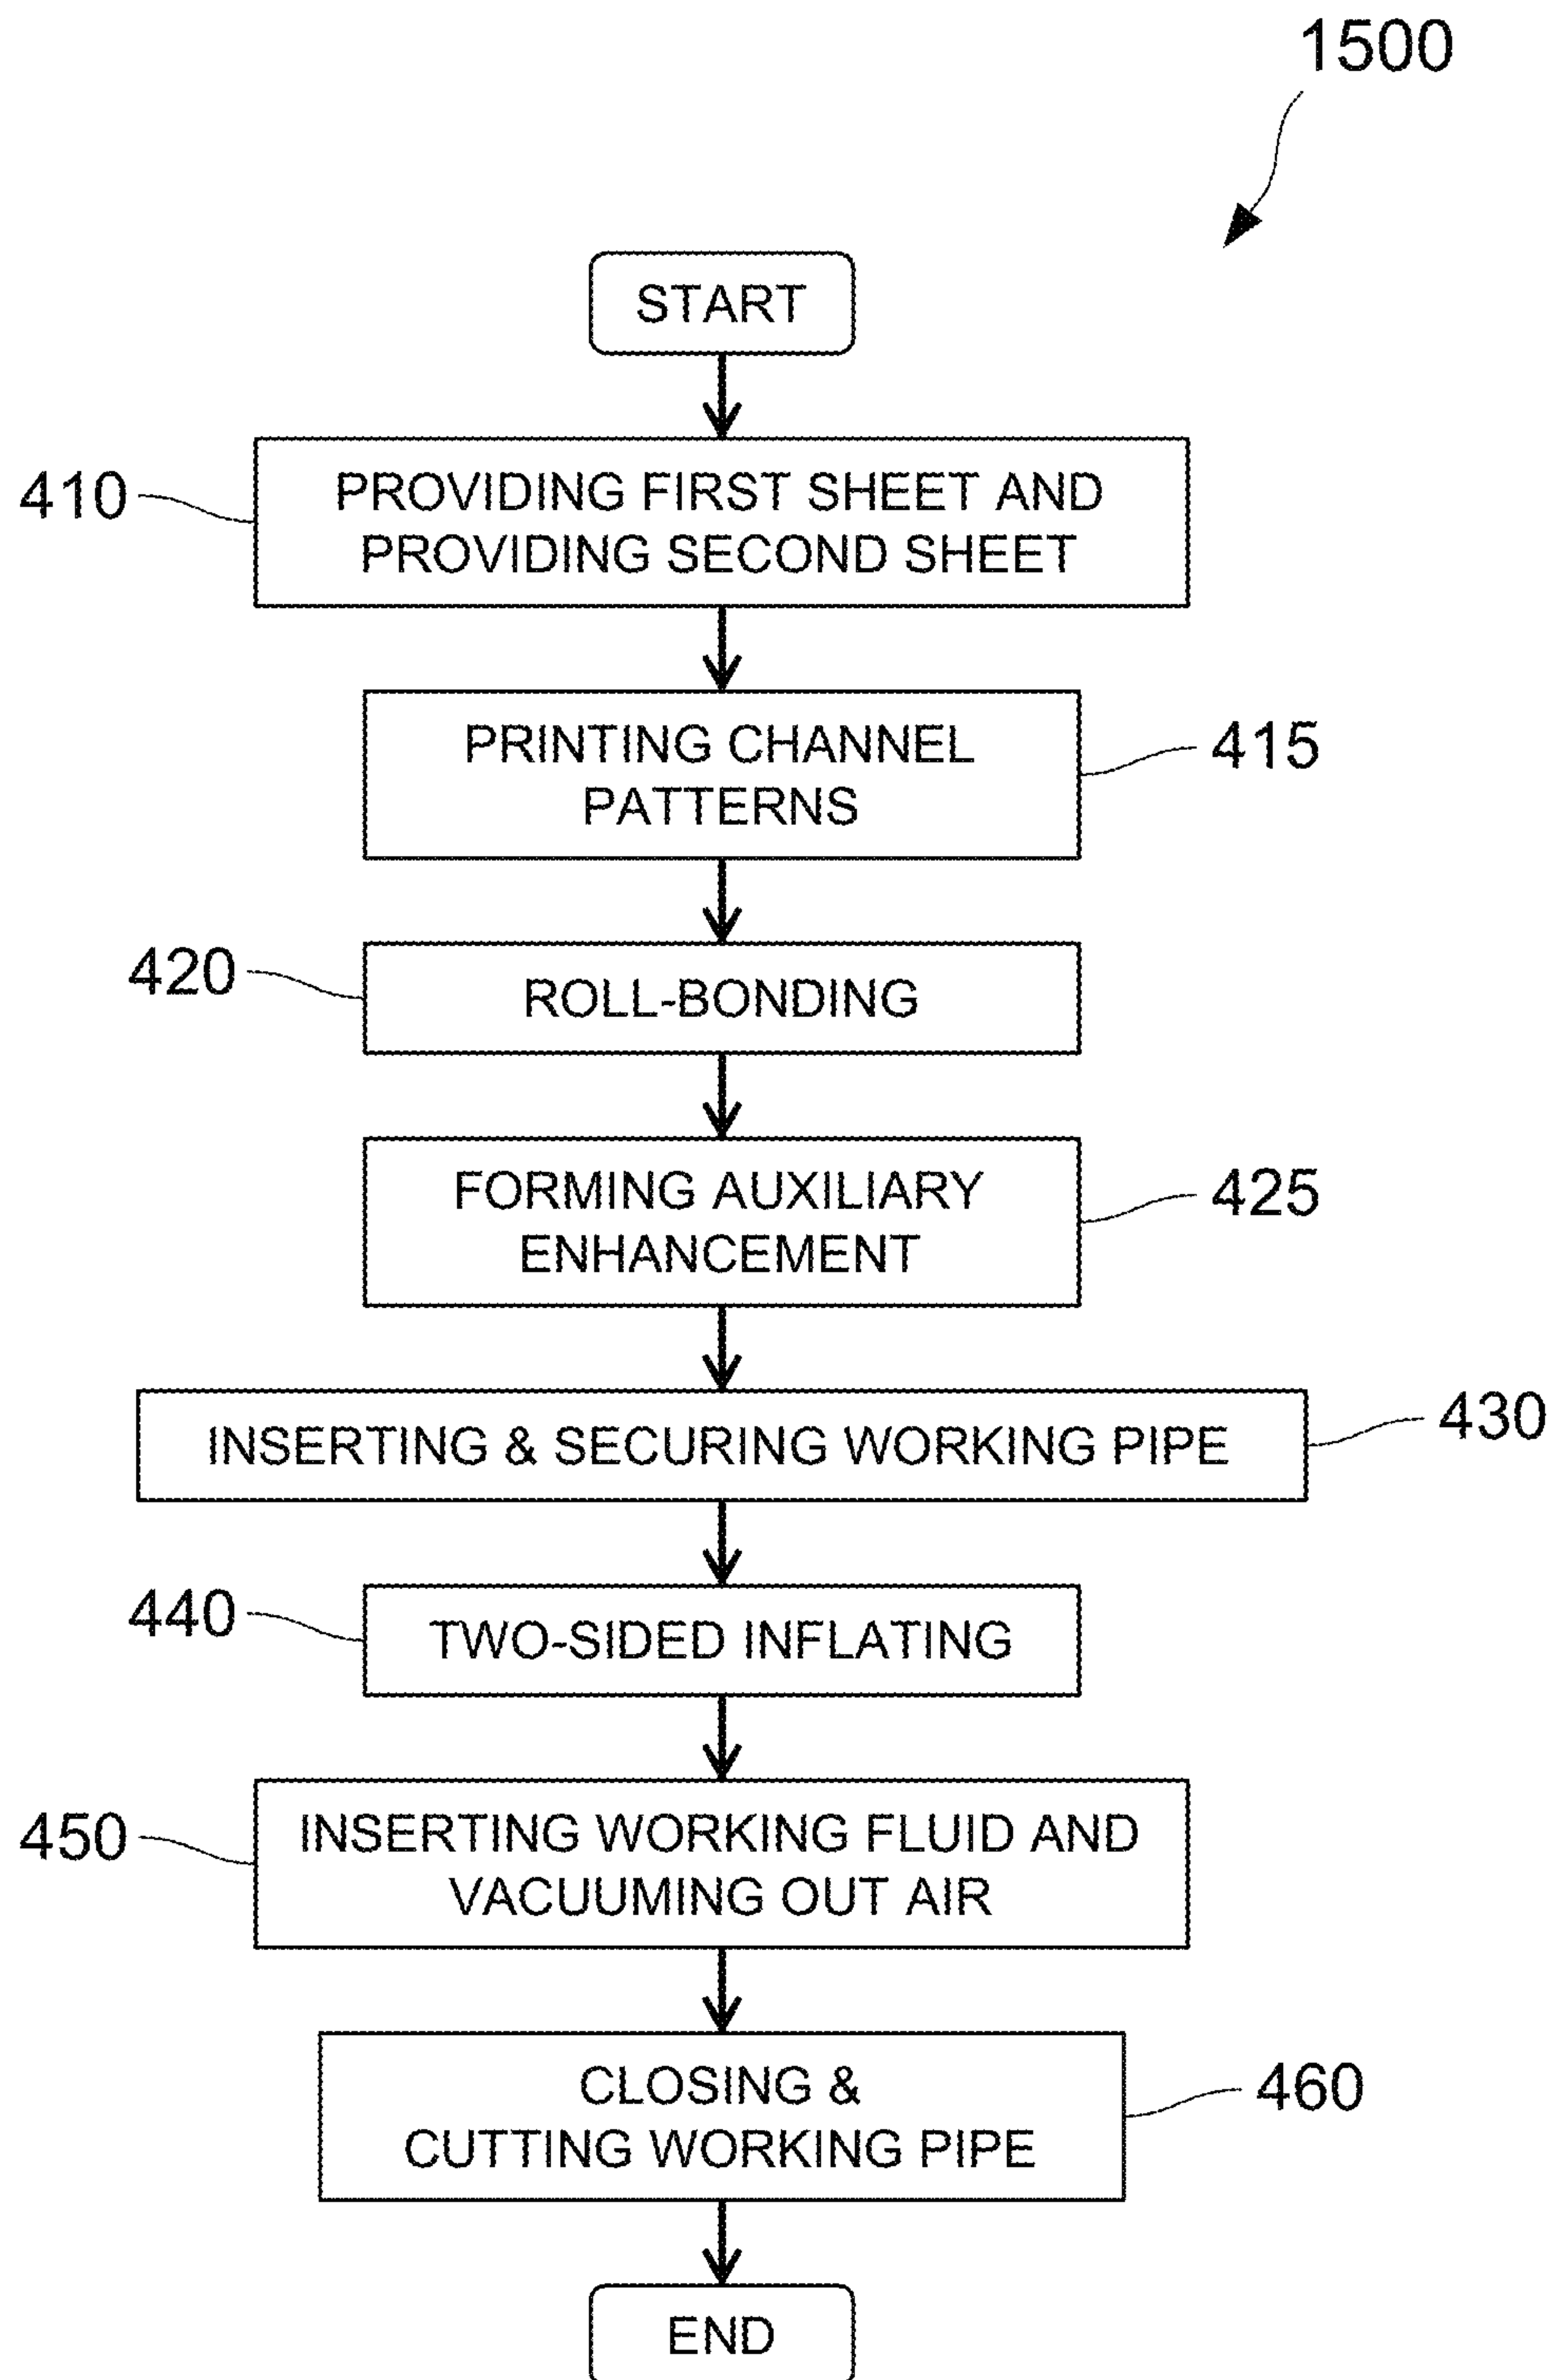 1500
START
410
PROVIDING FIRST SHEET AND
PROVIDING SECOND SHEET
PRINTING CHANNEL
PATTERNS
415
420
ROLL-BONDING
FORMING AUXILIARY
ENHANCEMENT
425
INSERTING & SECURING WORKING PIPE
430
440
TWO-SIDED INFLATING
450
INSERTING WORKING FLUID AND
VACUUMING OUT AIR
CLOSING &
CUTTING WORKING PIPE
460
END